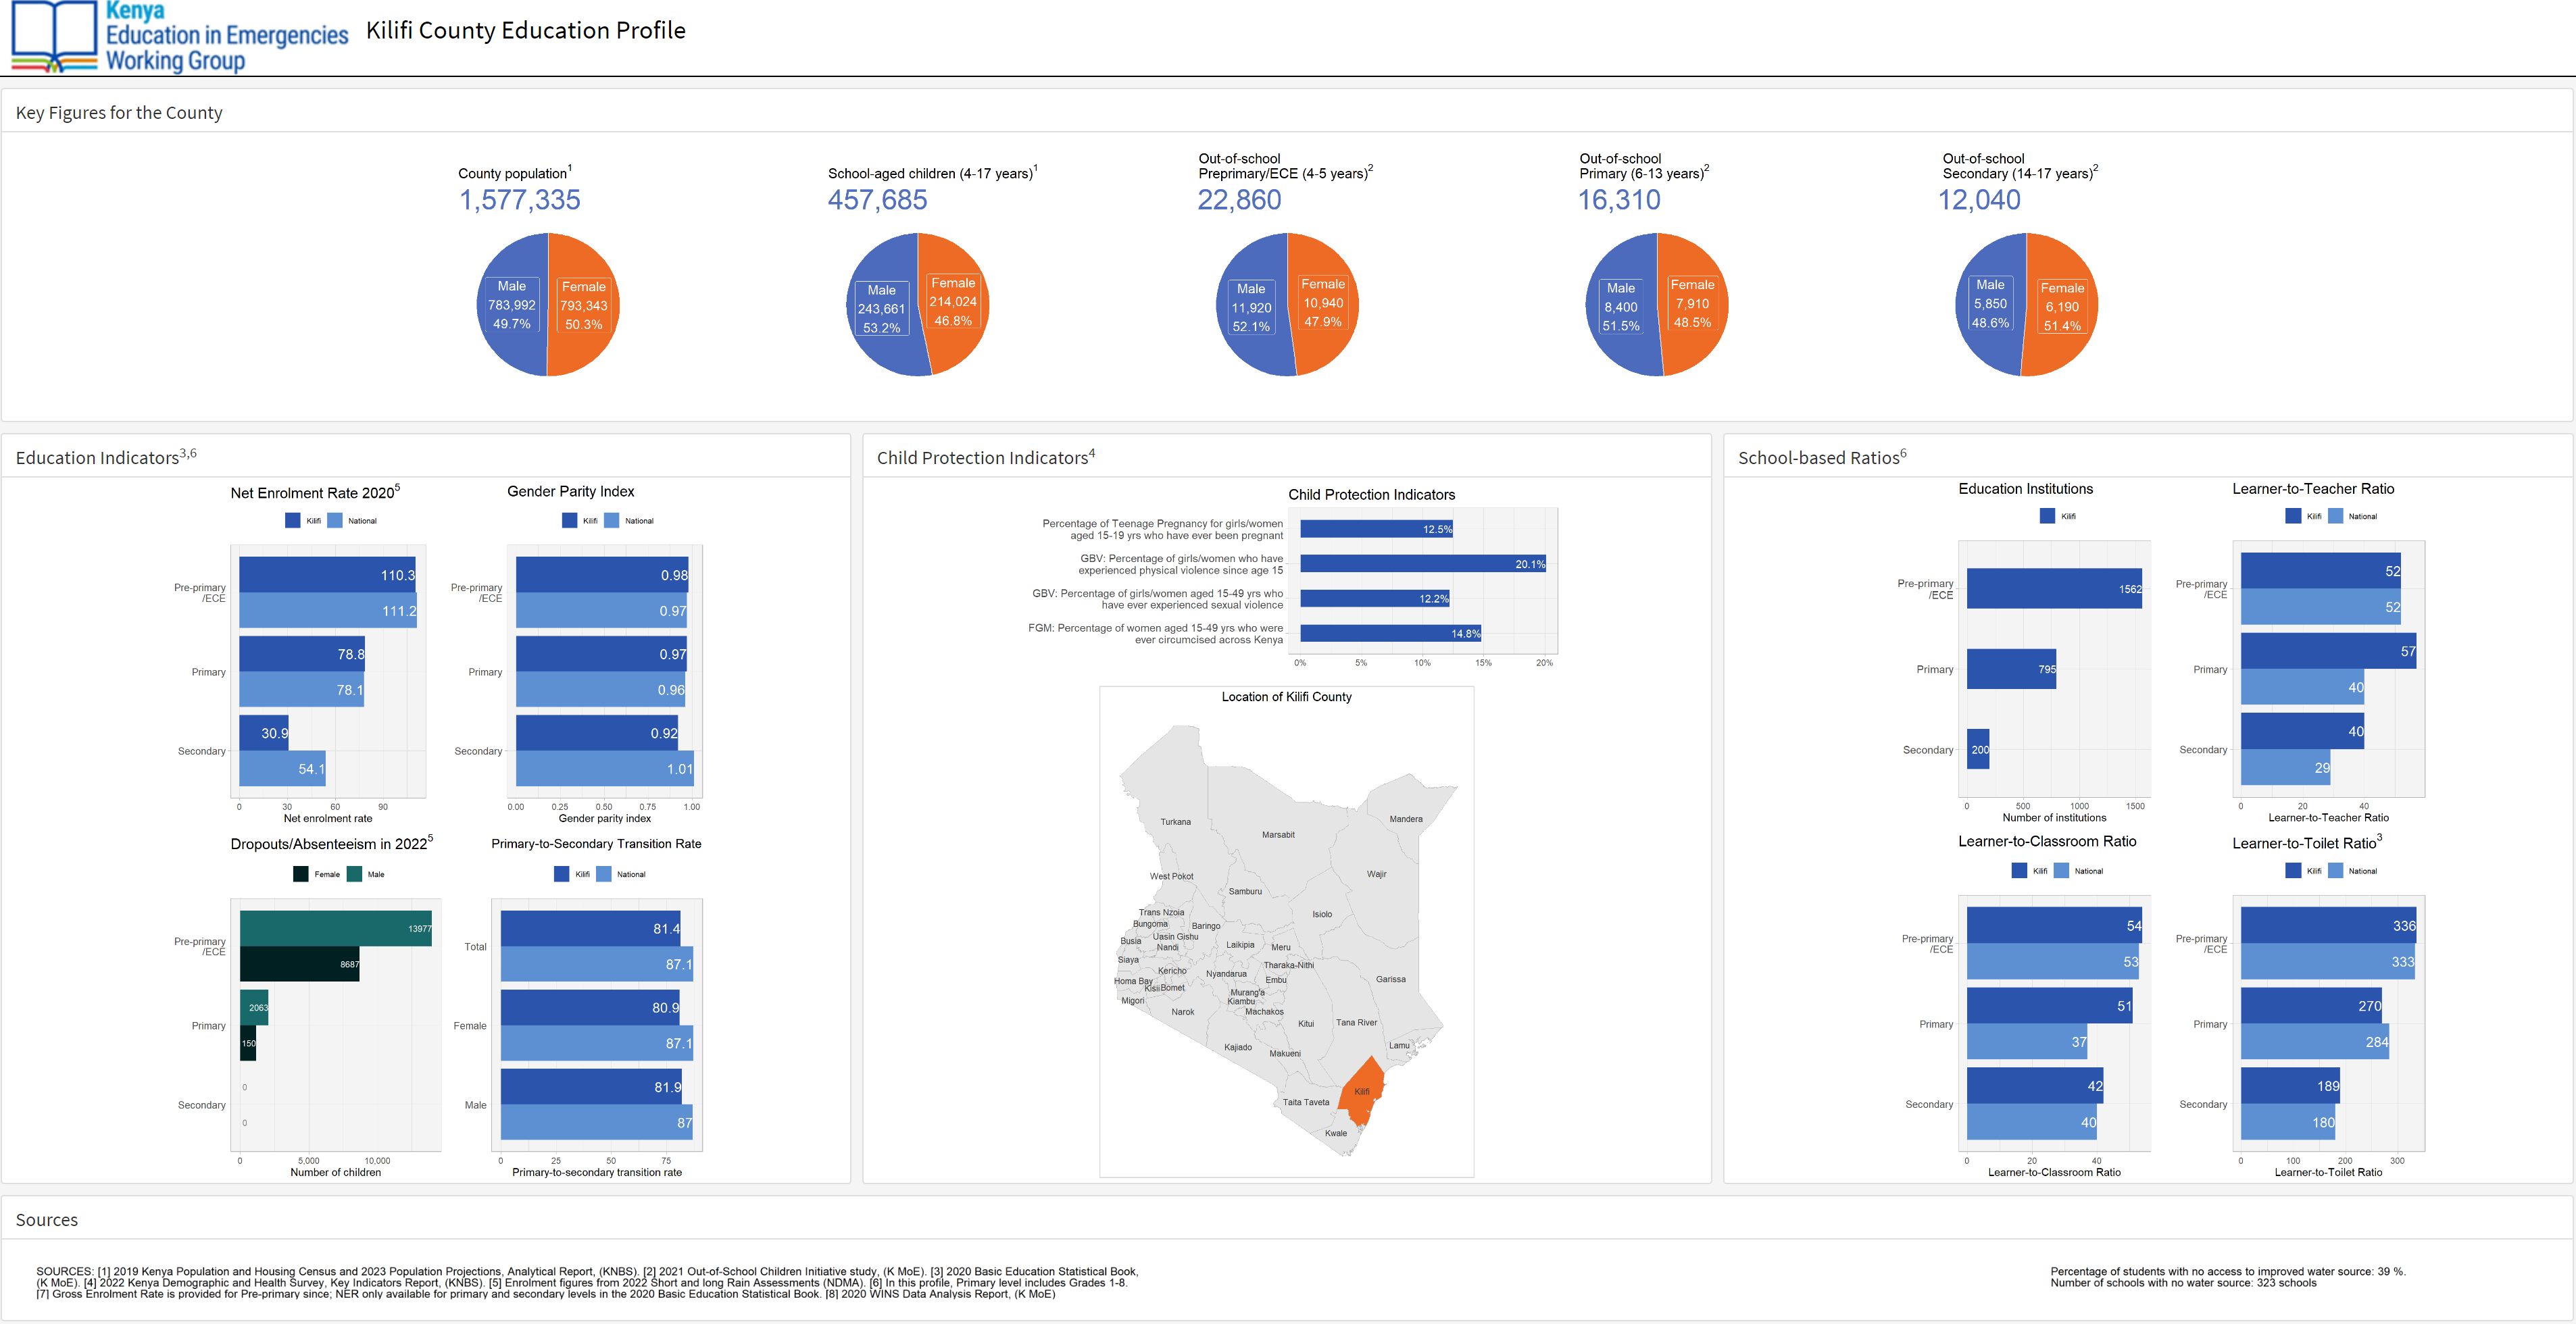 Kenya
Education in Emergencies
Working Group
Kilifi County Education Profile
Key Figures for the County
County population1
1,577,335
Male
783,992
49.7%
Female
793,343
50.3%
School-aged children (4-17 years)1
457,685
Male
243,661
53.2%
Female
214,024
46.8%
Out-of-school
Preprimary/ECE (4-5 years)2
22,860
Male
11,920
52.1%
Female
10,940
47.9%
Out-of-school
Primary (6-13 years)2
16,310
Male
8,400
51.5%
Female
7,910
48.5%
Out-of-school
Secondary (14-17 years)2
12,040
Male
5,850
48.6%
Female
6,190
51.4%
Education Indicators3,6
Net Enrolment Rate 20205
Kilifi National
Pre-primary
/ECE
110.3
111.2
Primary
78.8
78.1
Secondary
30.9
54.1
0 30 60 90
Net enrolment rate
Gender Parity Index
Kilifi National
Pre-primary
/ECE
0.98
0.97
Primary
0.97
0.96
Secondary
0.92
1.01
0.00 0.25 0.50 0.75 1.00
Gender parity index
Dropouts/Absenteeism in 20225
Female Male
Pre-primary
/ECE
13977
8687
Primary
2063
150
Secondary
0
0
0 5,000 10,000
Number of children
Primary-to-Secondary Transition Rate
Kilifi National
Total
81.4
87.1
Female
80.9
87.1
Male
81.9
87
0 25 50 75
Primary-to-secondary transition rate
Child Protection Indicators4
Child Protection Indicators
Percentage of Teenage Pregnancy for girls/women
aged 15-19 yrs who have ever been pregnant
12.5%
GBV: Percentage of girls/women who have
experienced physical violence since age 15
20.1%
GBV: Percentage of girls/women aged 15-49 yrs who
have ever experienced sexual violence
12.2%
FGM: Percentage of women aged 15-49 yrs who were
ever circumcised across Kenya
14.8%
0% 5% 10% 15% 20%
Location of Kilifi County
Turkana
Marsabit
Mandera
West Pokot
Samburu
Wajir
Trans Nzoia
Bungoma
Baringo
Isiolo
Busia
Uasin Gishu
Nandi
Laikipia
Meru
Siaya
Kericho
Nyandarua
Tharaka-Nithi
Embu
Garissa
Homa Bay
Kisii
Bomet
Murang'a
Kiambu
Migori
Narok
Machakos
Kitui
Tana River
Kajiado
Makueni
Lamu
Kilifi
Taita Taveta
Kwale
School-based Ratios6
Education Institutions
Kilifi
Pre-primary
/ECE
1562
Primary
795
Secondary
200
0 500 1000 1500
Number of institutions
Learner-to-Teacher Ratio
Kilifi National
Pre-primary
/ECE
52
52
Primary
57
40
Secondary
40
29
0 20 40
Learner-to-Teacher Ratio
Learner-to-Classroom Ratio
Kilifi National
Pre-primary
/ECE
54
53
Primary
51
37
Secondary
42
40
0 20 40
Learner-to-Classroom Ratio
Learner-to-Toilet Ratio3
Kilifi National
Pre-primary
/ECE
336
333
Primary
270
284
Secondary
189
180
0 100 200 300
Learner-to-Toilet Ratio
Sources
SOURCES: [1] 2019 Kenya Population and Housing Census and 2023 Population Projections, Analytical Report, (KNBS). [2] 2021 Out-of-School Children Initiative study, (K MoE). [3] 2020 Basic Education Statistical Book,
(K MoE). [4] 2022 Kenya Demographic and Health Survey, Key Indicators Report, (KNBS). [5] Enrolment figures from 2022 Short and long Rain Assessments (NDMA). [6] In this profile, Primary level includes Grades 1-8.
[7] Gross Enrolment Rate is provided for Pre-primary since; NER only available for primary and secondary levels in the 2020 Basic Education Statistical Book. [8] 2020 WINS Data Analysis Report, (K MoE)
Percentage of students with no access to improved water source: 39 %.
Number of schools with no water source: 323 schools